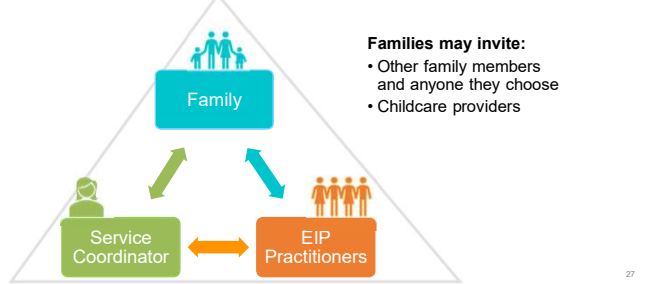 Families may invite:
• Other family members
and anyone they choose
• Childcare providers
Family
Service
Coordinator
EIP
Practitioners
27